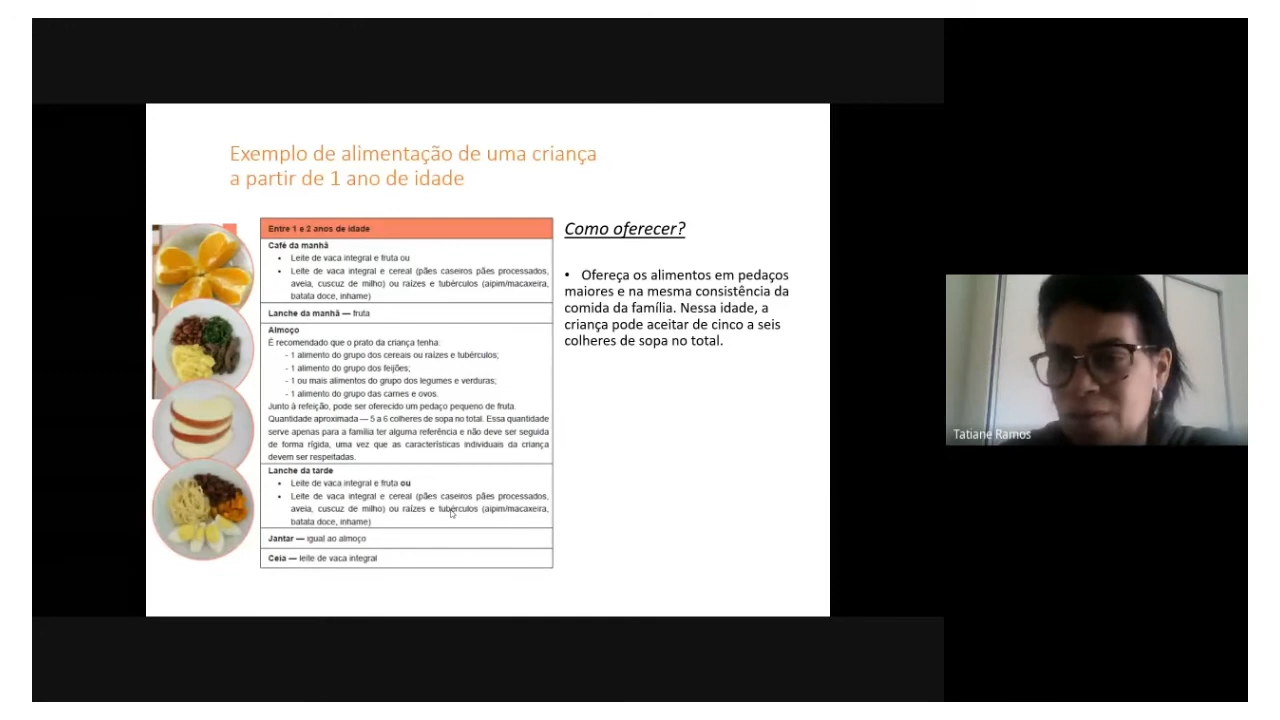 Exemplo de alimentação de uma criança
a partir de 1 ano de idade
Entre 1 e 2 anos de idade
Café da manhã
• Leite de vaca integral e fruta ou
• Leite de vaca integral e cereal (pães caseiros pães processados,
aveia, cuscuz de milho) ou raízes e tubérculos (aipim/macaxeira,
batata doce, inhame)
Lanche da manhã — fruta
Almoço
É recomendado que o prato da criança tenha:
- 1 alimento do grupo dos cereais ou raízes e tubérculos;
- 1 alimento do grupo dos feijões;
- 1 ou mais alimentos do grupo dos legumes e verduras;
- 1 alimento do grupo das carnes e ovos.
Junto à refeição, pode ser oferecido um pedaço pequeno de fruta.
Quantidade aproximada — 5 a 6 colheres de sopa no total. Essa quantidade
serve apenas para a família ter alguma referência e não deve ser seguida
de forma rígida, uma vez que as características individuais da criança
devem ser respeitadas.
Lanche da tarde
• Leite de vaca integral e fruta ou
• Leite de vaca integral e cereal (pães caseiros pães processados,
aveia, cuscuz de milho) ou raízes e tubérculos (aipim/macaxeira,
batata doce, inhame)
Jantar — igual ao almoço
Ceia — leite de vaca integral
Como oferecer?
• Ofereça os alimentos em pedaços
maiores e na mesma consistência da
comida da família. Nessa idade, a
criança pode aceitar de cinco a seis
colheres de sopa no total.
Tatiane Ramos